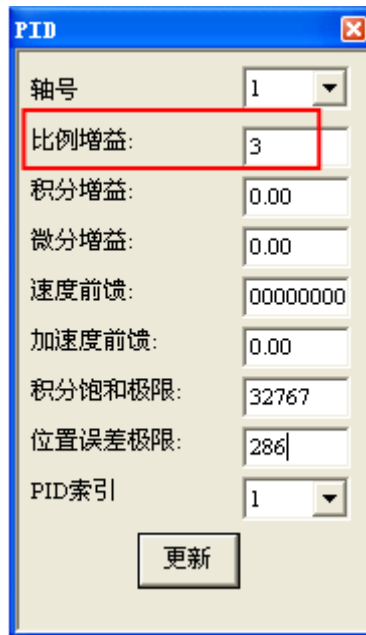 PID
轴号 1
比例增益: 3
积分增益: 0.00
微分增益: 0.00
速度前馈: 00000000
加速度前馈: 0.00
积分饱和极限: 32767
位置误差极限: 286
PID索引 1
更新